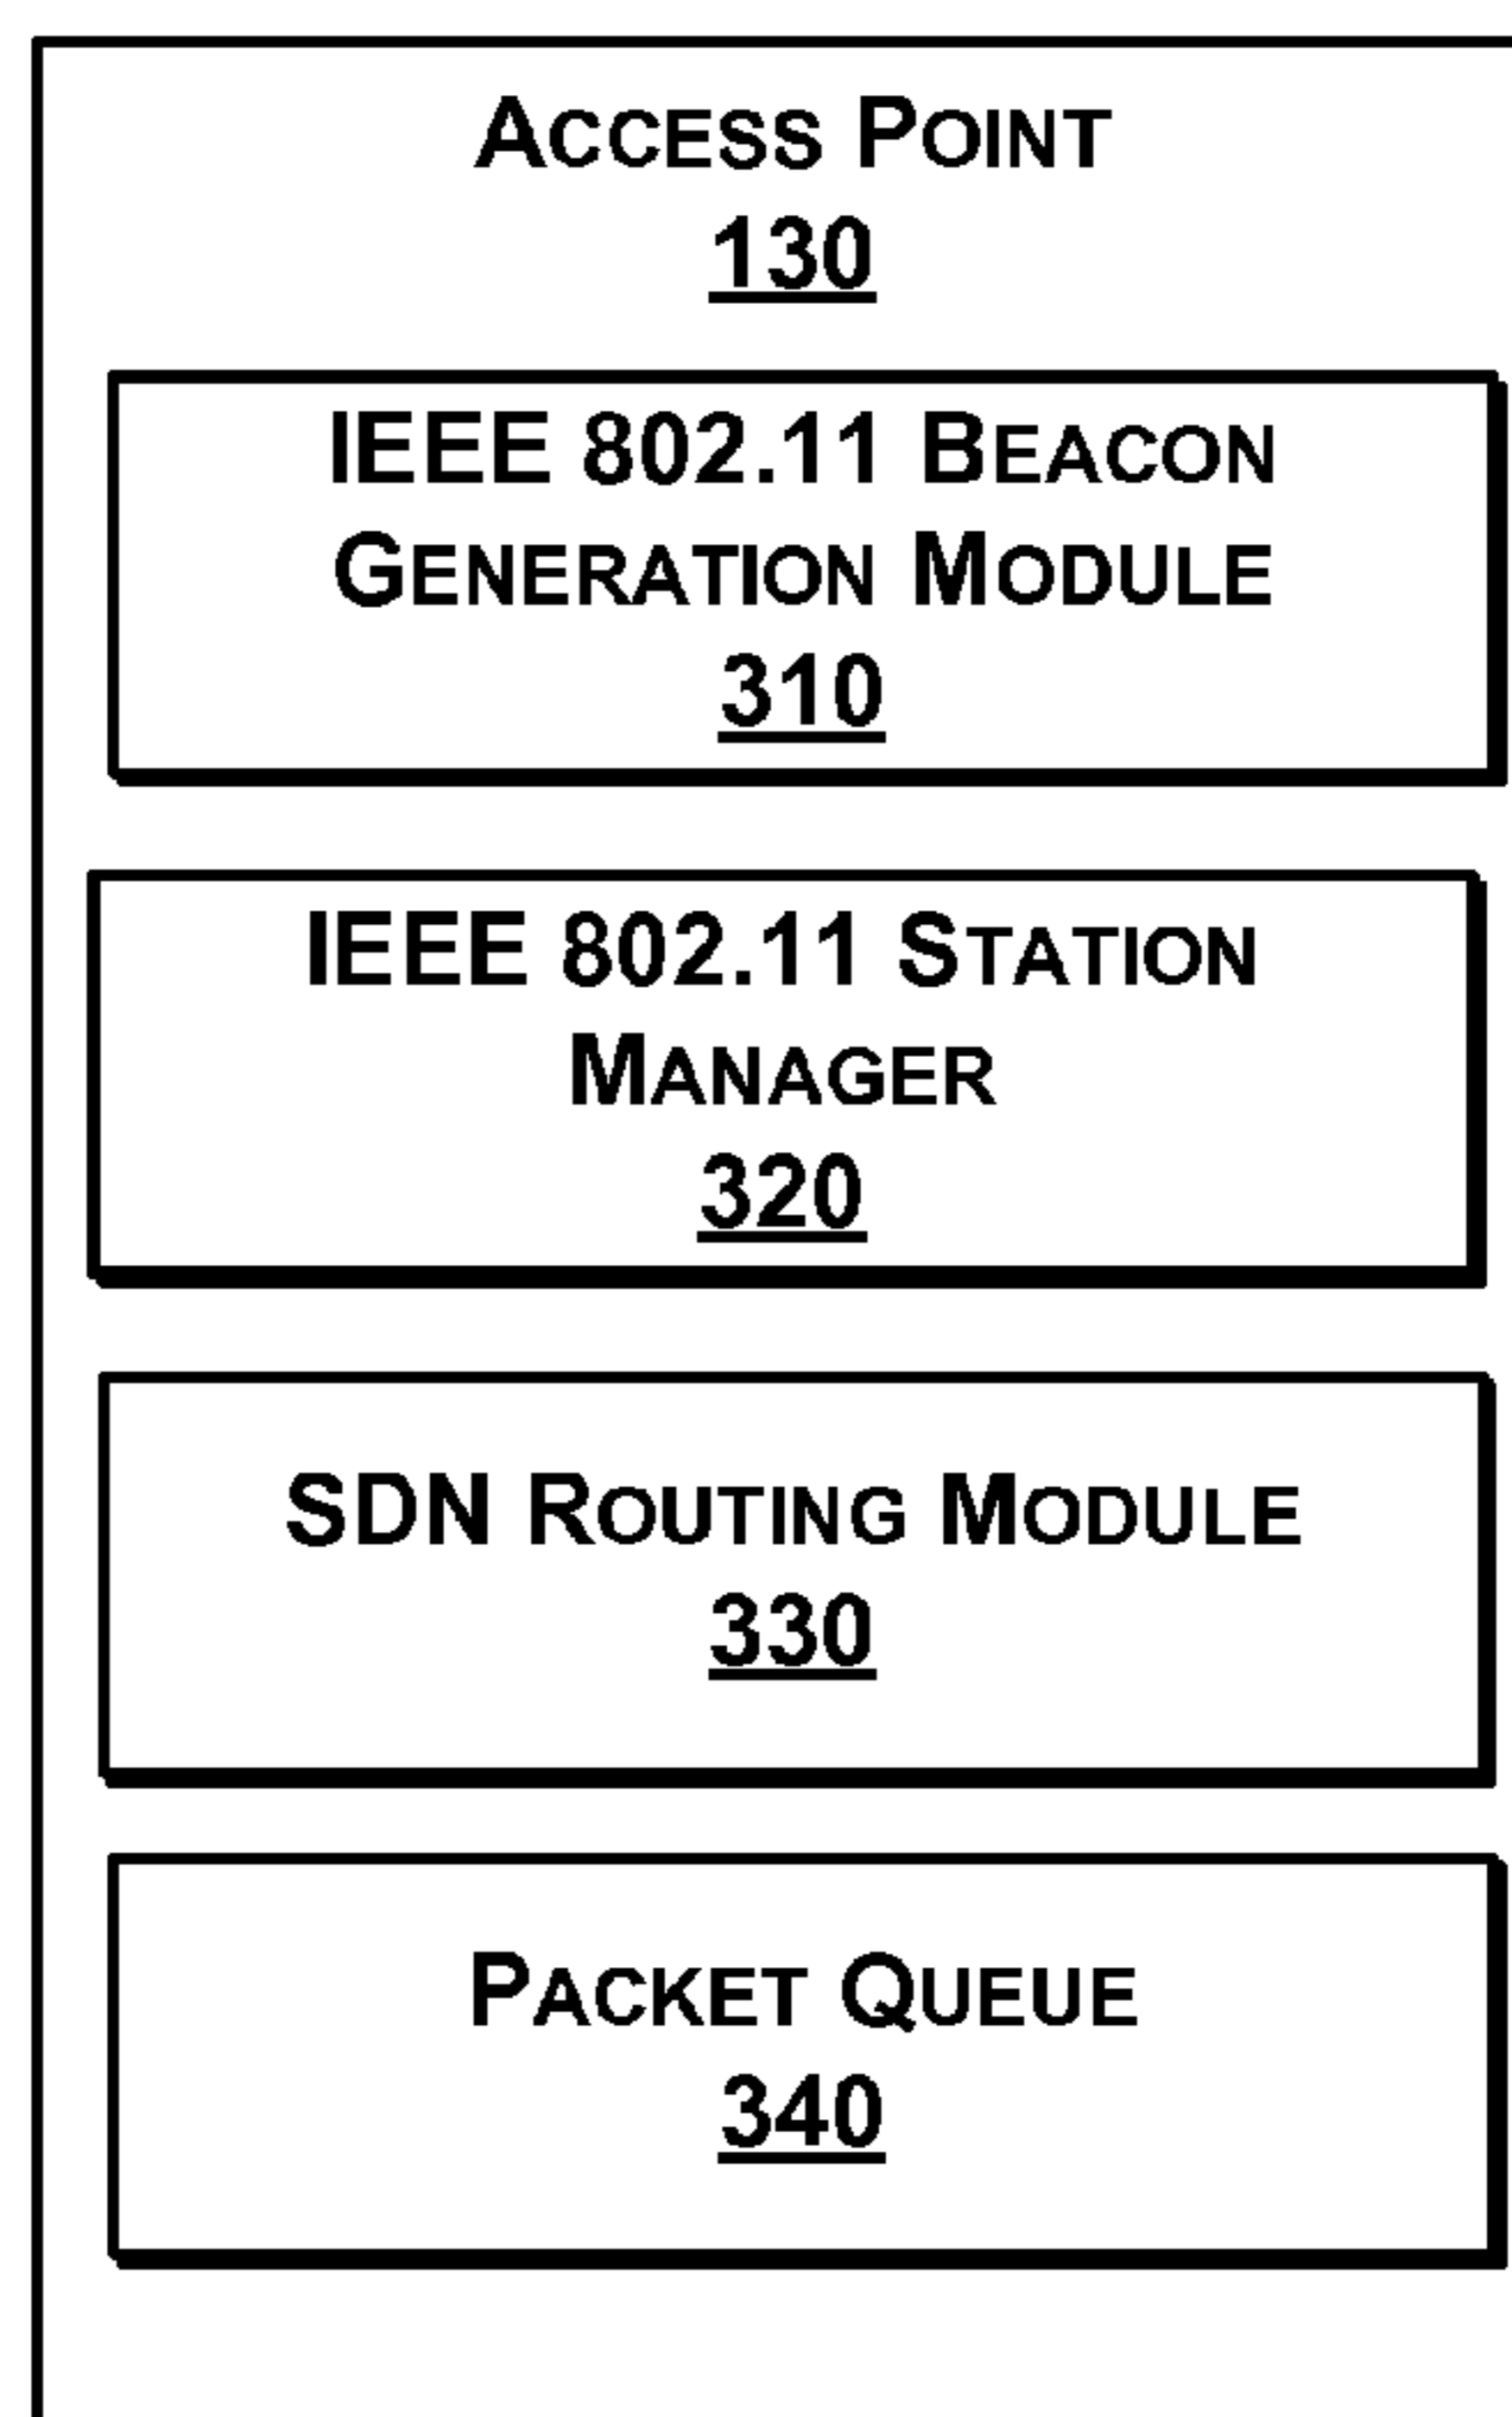 ACCESS POINT
130
IEEE 802.11 BEACON
GENERATION MODULE
310
IEEE 802.11 STATION
MANAGER
320
SDN ROUTING MODULE
330
PACKET QUEUE
340